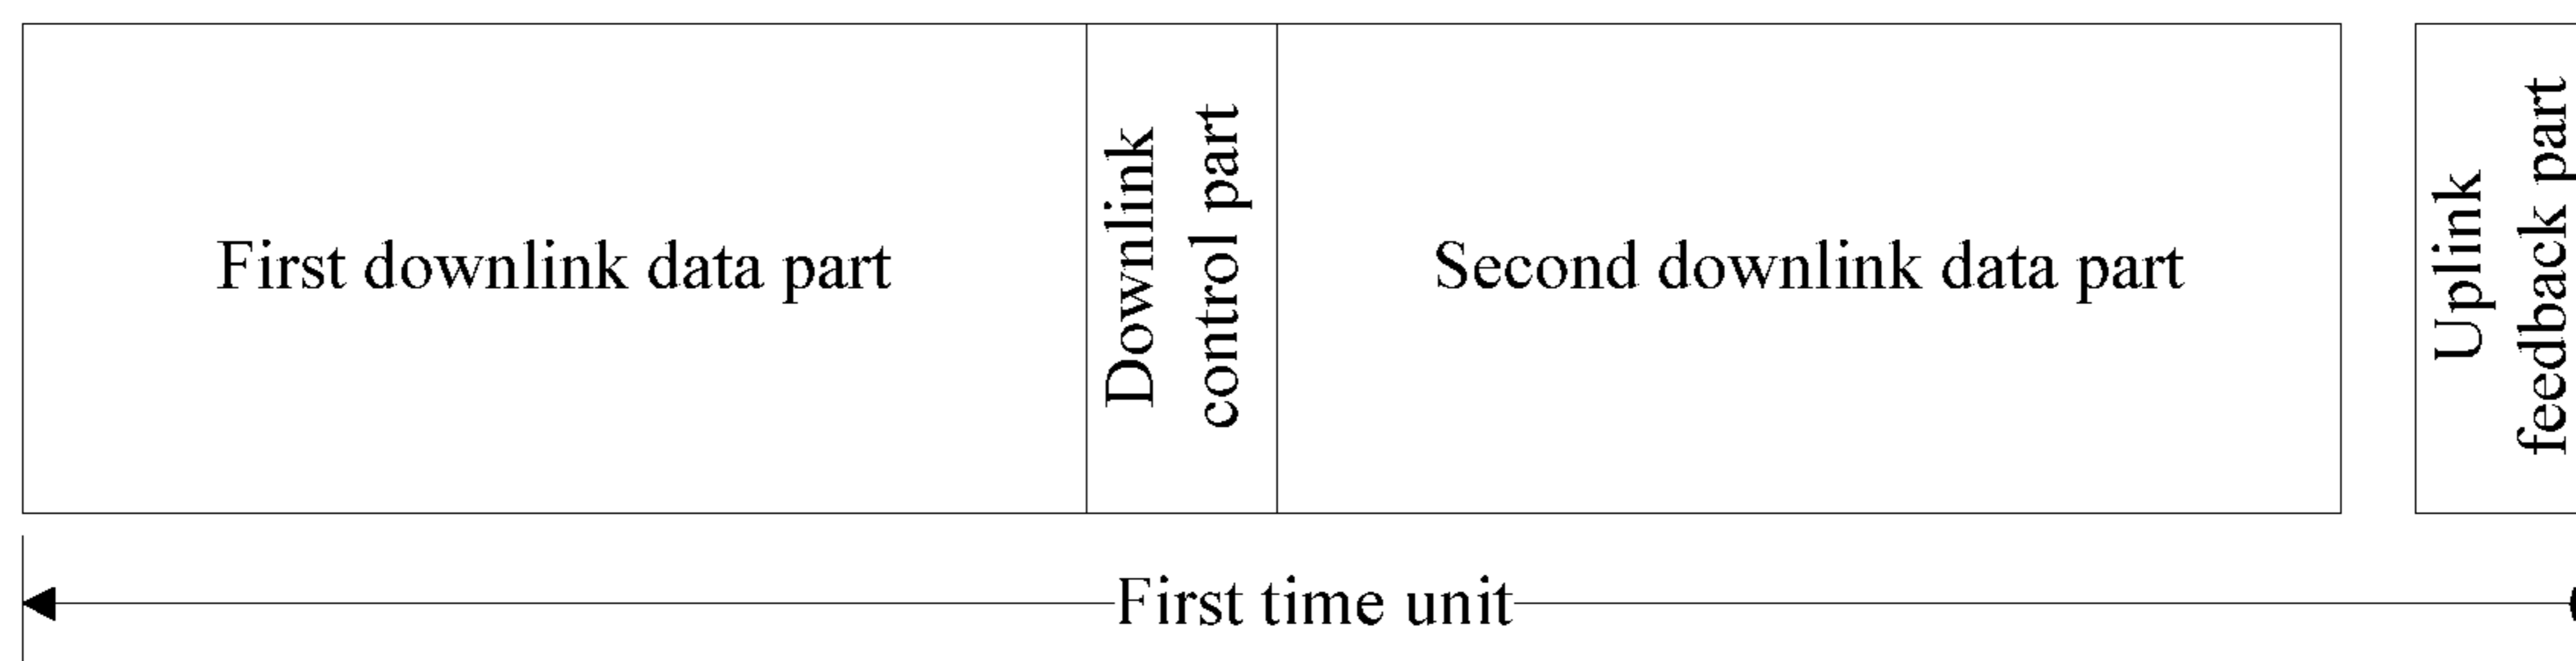 First downlink data part
Downlink
control part
Second downlink data part
Uplink
feedback part
First time unit